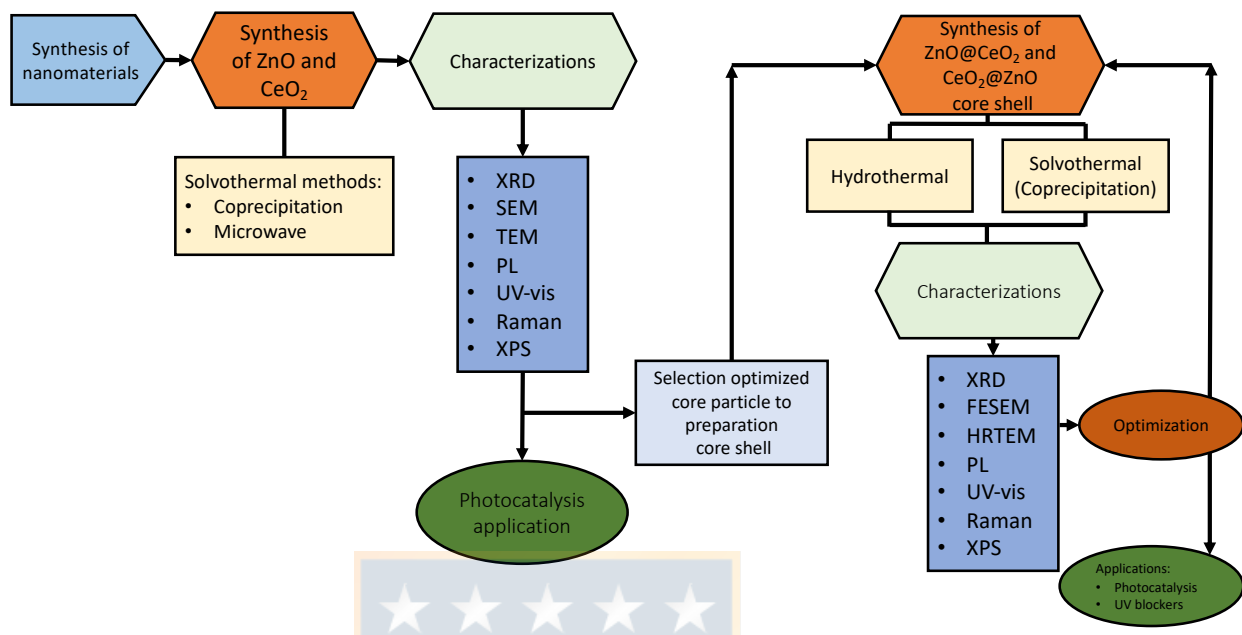 Synthesis of
nanomaterials
Synthesis
of ZnO and
CeO₂
Characterizations
Solvothermal methods:
• Coprecipitation
• Microwave
• XRD
• SEM
• TEM
• PL
• UV-vis
• Raman
• XPS
Selection optimized
core particle to
preparation
core shell
Photocatalysis
application
Synthesis of
ZnO@CeO₂ and
CeO₂@ZnO
core shell
Hydrothermal
Solvothermal
(Coprecipitation)
Characterizations
• XRD
• FESEM
• HRTEM
• PL
• UV-vis
• Raman
• XPS
Optimization
Applications:
• Photocatalysis
• UV blockers